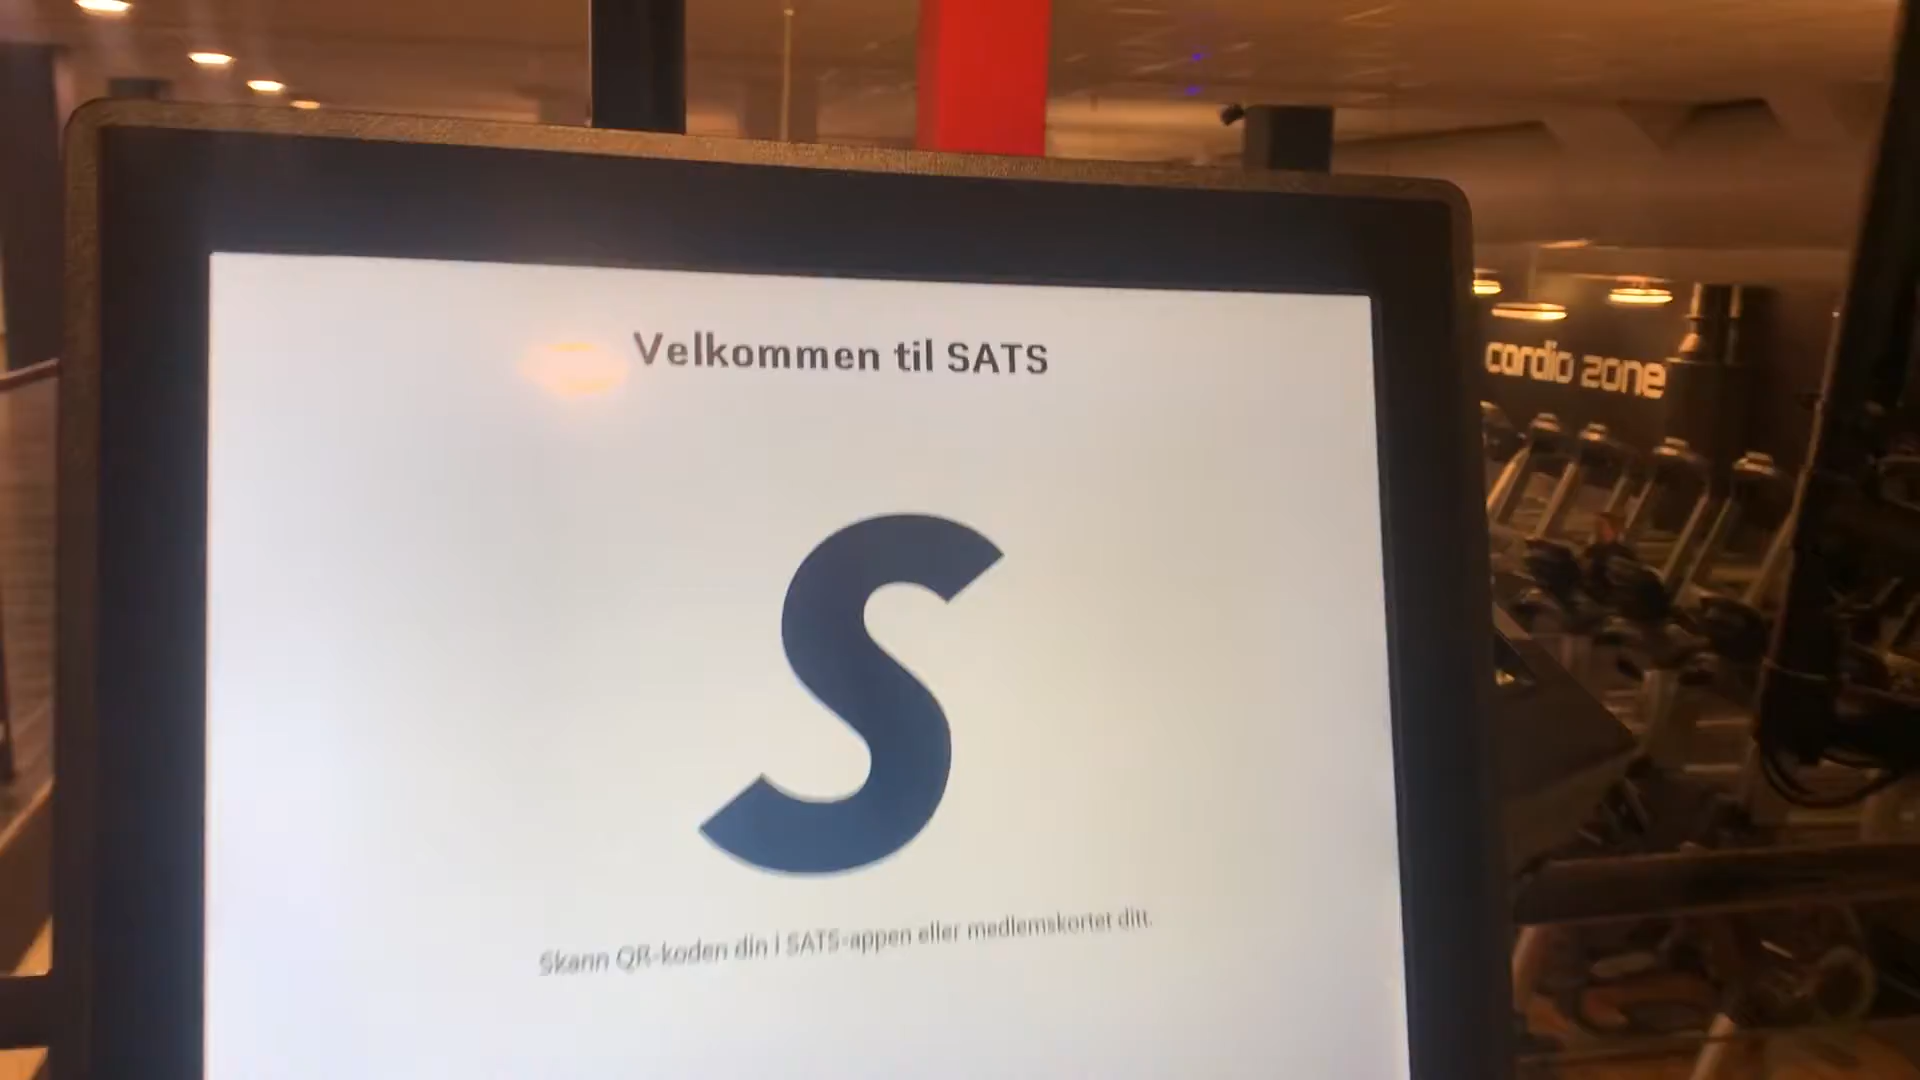 Velkommen til SATS
S
Skann QR-koden din i SATS-appen eller medlemskortet ditt.
cardio zone